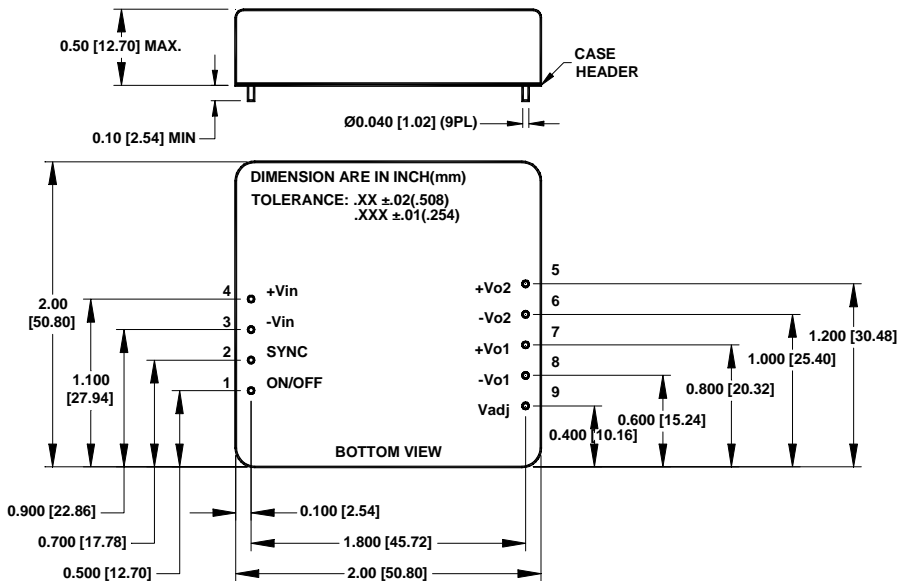 0.50 [12.70] MAX.
CASE
HEADER
0.10 [2.54] MIN
Ø0.040 [1.02] (9PL)
DIMENSION ARE IN INCH(mm)
TOLERANCE: .XX ±.02(.508)
.XXX ±.01(.254)
2.00
[50.80]
1.100
[27.94]
4
+Vin
3
-Vin
2
SYNC
1
ON/OFF
5
+Vo2
6
-Vo2
7
+Vo1
8
-Vo1
9
Vadj
1.200 [30.48]
1.000 [25.40]
0.800 [20.32]
0.600 [15.24]
0.400 [10.16]
BOTTOM VIEW
0.900 [22.86]
0.100 [2.54]
0.700 [17.78]
1.800 [45.72]
0.500 [12.70]
2.00 [50.80]